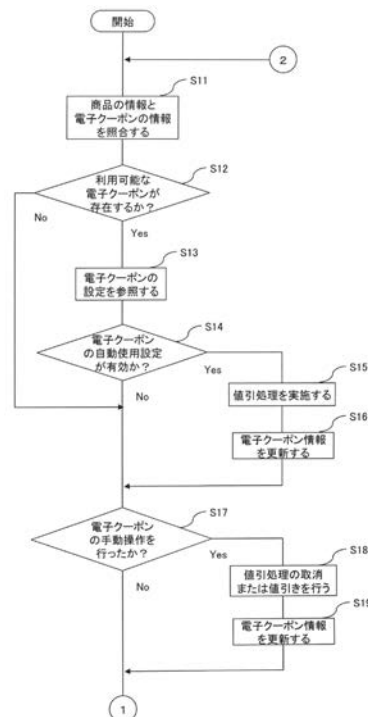 開始
2
S11
商品の情報と
電子クーポンの情報
を照合する
S12
利用可能な
電子クーポンが
存在するか？
No
Yes
S13
電子クーポンの
設定を参照する
S14
電子クーポン
の自動使用設定
が有効か？
Yes
No
S15
値引処理を実施する
S16
電子クーポン情報
を更新する
S17
電子クーポン
の手動操作を
行ったか？
Yes
No
S18
値引処理の取消
または値引きを行う
S19
電子クーポン情報
を更新する
1